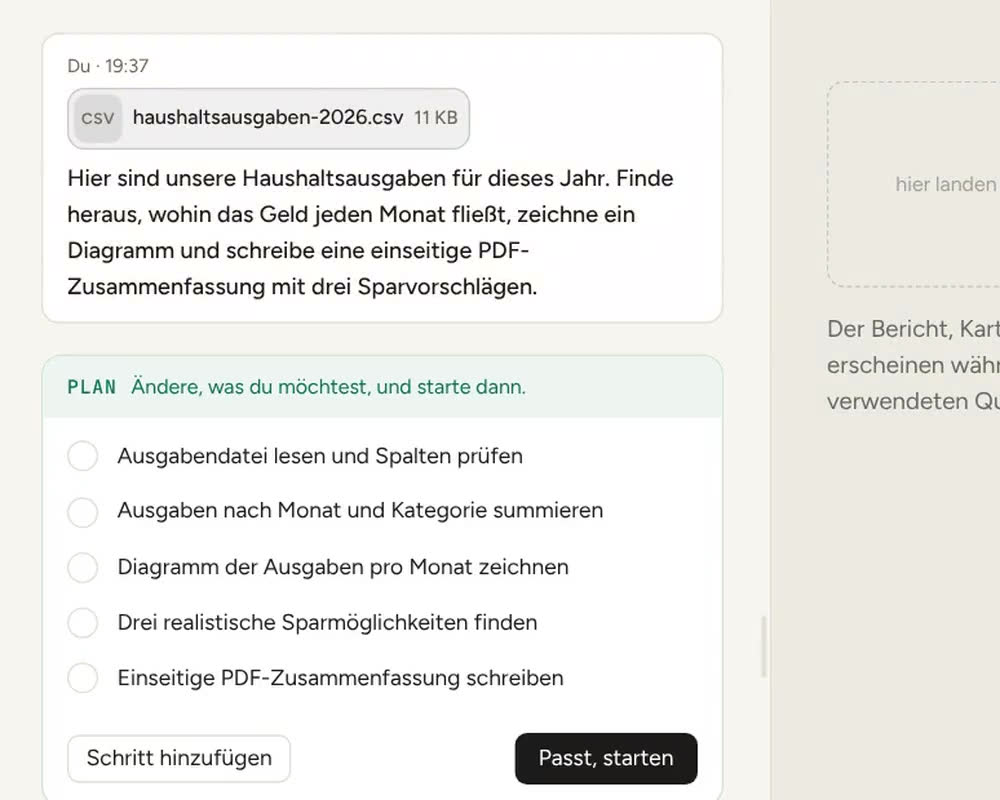 Du · 19:37
csv haushaltsausgaben-2026.csv 11 KB
Hier sind unsere Haushaltsausgaben für dieses Jahr. Finde
heraus, wohin das Geld jeden Monat fließt, zeichne ein
Diagramm und schreibe eine einseitige PDF-
Zusammenfassung mit drei Sparvorschlägen.
PLAN Ändere, was du möchtest, und starte dann.
Ausgabendatei lesen und Spalten prüfen
Ausgaben nach Monat und Kategorie summieren
Diagramm der Ausgaben pro Monat zeichnen
Drei realistische Sparmöglichkeiten finden
Einseitige PDF-Zusammenfassung schreiben
Schritt hinzufügen
Passt, starten
hier landen
Der Bericht, Kart
erscheinen währ
verwendeten Qu